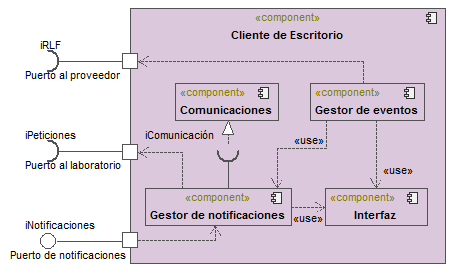 «component»
Cliente de Escritorio
iRLF
Puerto al proveedor
«component»
Comunicaciones
«component»
Gestor de eventos
iPeticiones
Puerto al laboratorio
iComunicación
«use»
«use»
«component»
Gestor de notificaciones
«use»
«component»
Interfaz
iNotificaciones
Puerto de notificaciones